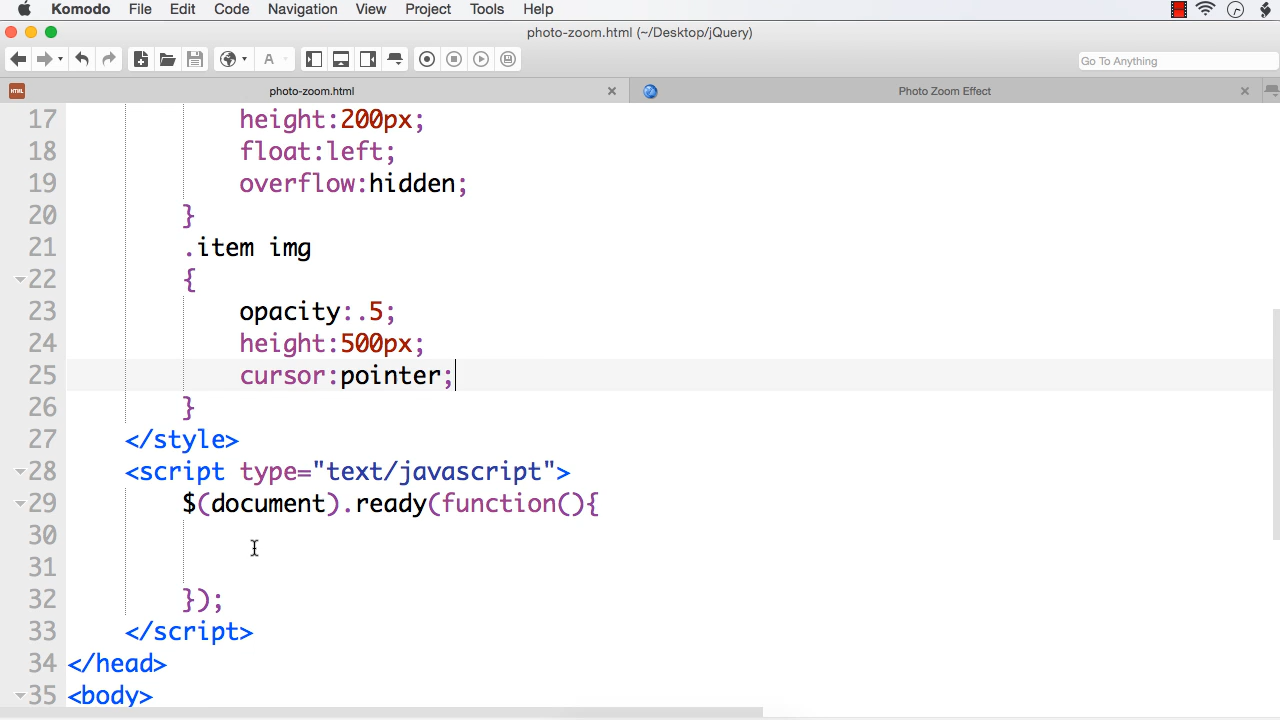 Komodo File Edit Code Navigation View Project Tools Help
photo-zoom.html (~/Desktop/jQuery)
A
Go To Anything
HTML photo-zoom.html Photo Zoom Effect
17 height:200px;
18 float:left;
19 overflow:hidden;
20 }
21 .item img
22 {
23 opacity:.5;
24 height:500px;
25 cursor:pointer;
26 }
27 </style>
28 <script type="text/javascript">
29 $(document).ready(function(){
30
31
32 });
33 </script>
34 </head>
35 <body>